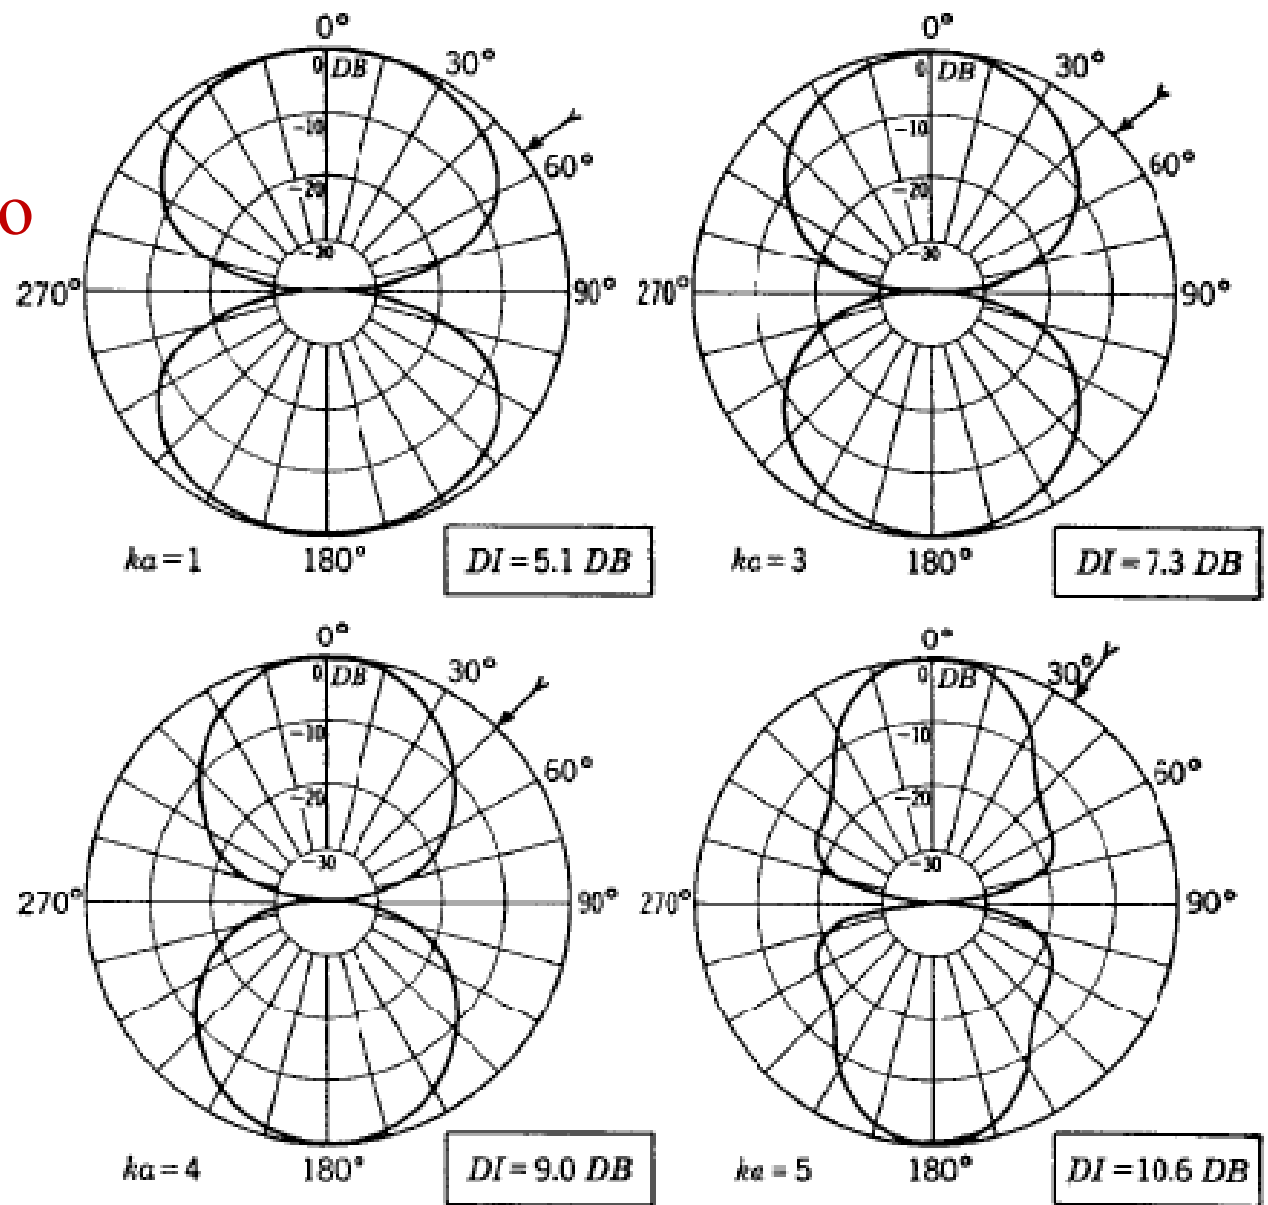 0° 0°
0 DB 30° 0 DB 30°
-10 -10
60° 60°
-20 -20
o
-30 -30
270° 90° 270° 90°
ka = 1 180° DI = 5.1 DB ka = 3 180° DI = 7.3 DB
0° 0°
0 DB 30° 0 DB 30°
-10 -10
60° 60°
-20 -20
-30 -30
270° 90° 270° 90°
ka = 4 180° DI = 9.0 DB ka = 5 180° DI = 10.6 DB